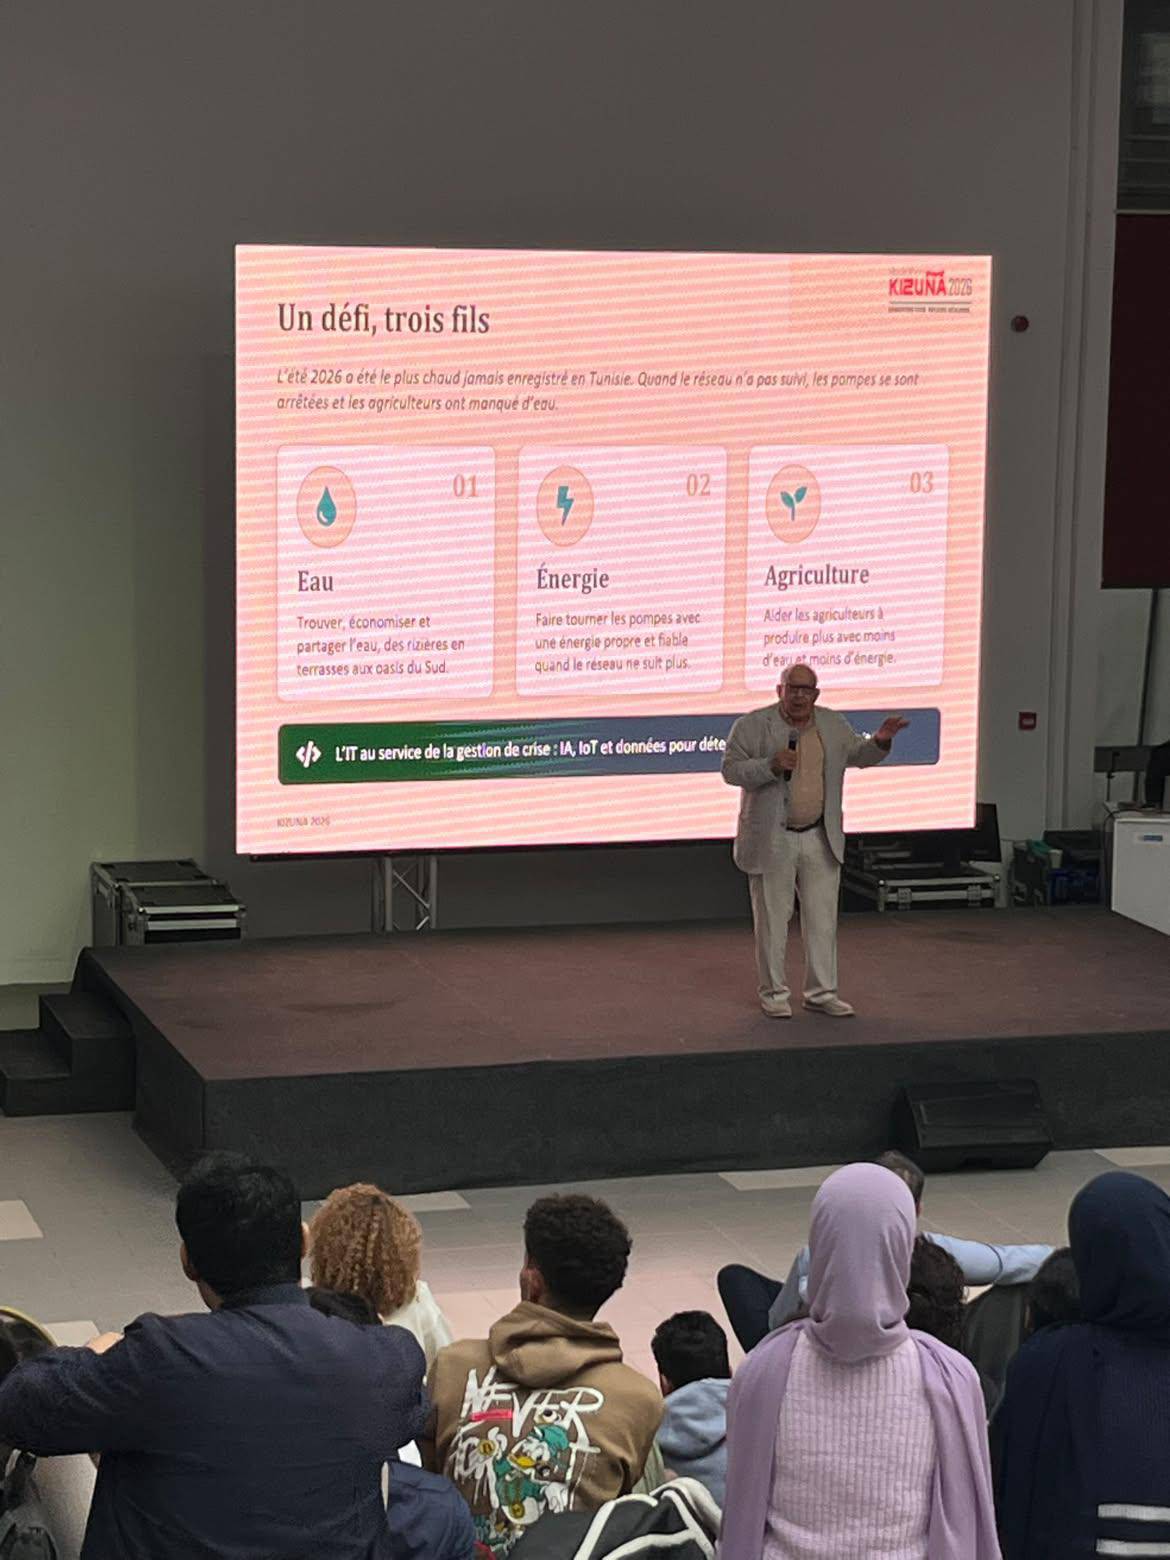 KIZUNA 2026
Un défi, trois fils
L'été 2026 a été le plus chaud jamais enregistré en Tunisie. Quand le réseau n'a pas suivi, les pompes se sont
arrêtées et les agriculteurs ont manqué d'eau.
01
Eau
Trouver, économiser et
partager l'eau, des rizières en
terrasses aux oasis du Sud.
02
Énergie
Faire tourner les pompes avec
une énergie propre et fiable
quand le réseau ne suit plus.
03
Agriculture
Aider les agriculteurs à
produire plus avec moins
d'eau et moins d'énergie.
</> L'IT au service de la gestion de crise : IA, IoT et données pour déte
KIZUNA 2026
NEVER